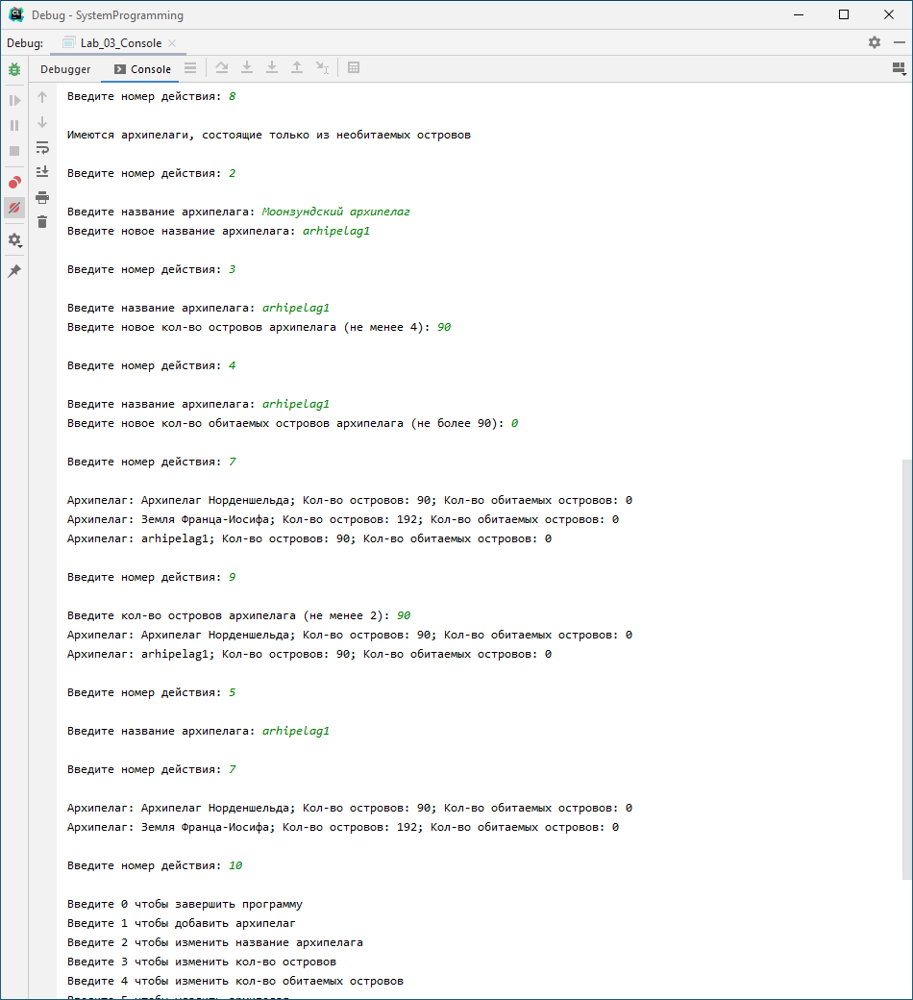 Debug - SystemProgramming
Debug: Lab_03_Console
Debugger Console
Введите номер действия: 8
Имеются архипелаги, состоящие только из необитаемых островов
Введите номер действия: 2
Введите название архипелага: Моонзундский архипелаг
Введите новое название архипелага: arhipelag1
Введите номер действия: 3
Введите название архипелага: arhipelag1
Введите новое кол-во островов архипелага (не менее 4): 90
Введите номер действия: 4
Введите название архипелага: arhipelag1
Введите новое кол-во обитаемых островов архипелага (не более 90): 0
Введите номер действия: 7
Архипелаг: Архипелаг Норденшельда; Кол-во островов: 90; Кол-во обитаемых островов: 0
Архипелаг: Земля Франца-Иосифа; Кол-во островов: 192; Кол-во обитаемых островов: 0
Архипелаг: arhipelag1; Кол-во островов: 90; Кол-во обитаемых островов: 0
Введите номер действия: 9
Введите кол-во островов архипелага (не менее 2): 90
Архипелаг: Архипелаг Норденшельда; Кол-во островов: 90; Кол-во обитаемых островов: 0
Архипелаг: arhipelag1; Кол-во островов: 90; Кол-во обитаемых островов: 0
Введите номер действия: 5
Введите название архипелага: arhipelag1
Введите номер действия: 7
Архипелаг: Архипелаг Норденшельда; Кол-во островов: 90; Кол-во обитаемых островов: 0
Архипелаг: Земля Франца-Иосифа; Кол-во островов: 192; Кол-во обитаемых островов: 0
Введите номер действия: 10
Введите 0 чтобы завершить программу
Введите 1 чтобы добавить архипелаг
Введите 2 чтобы изменить название архипелага
Введите 3 чтобы изменить кол-во островов
Введите 4 чтобы изменить кол-во обитаемых островов